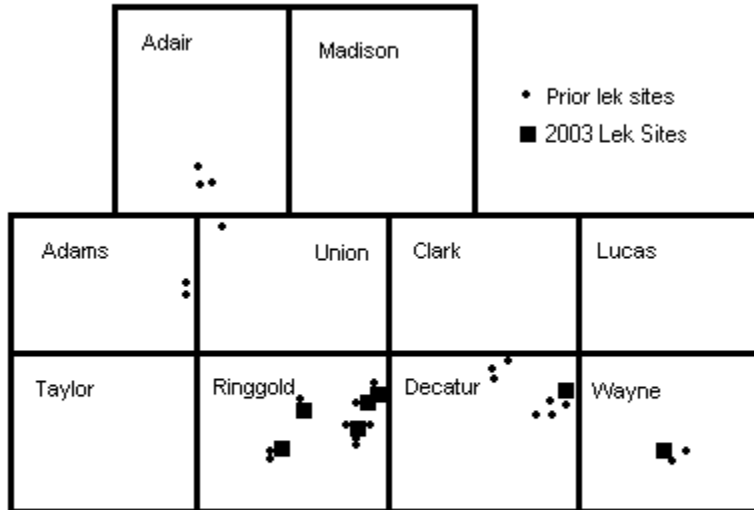 Adair
Madison
Prior lek sites
2003 Lek Sites
Adams
Union
Clark
Lucas
Taylor
Ringgold
Decatur
Wayne